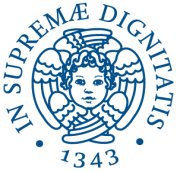 IN SUPREMÆ DIGNITATIS
1343